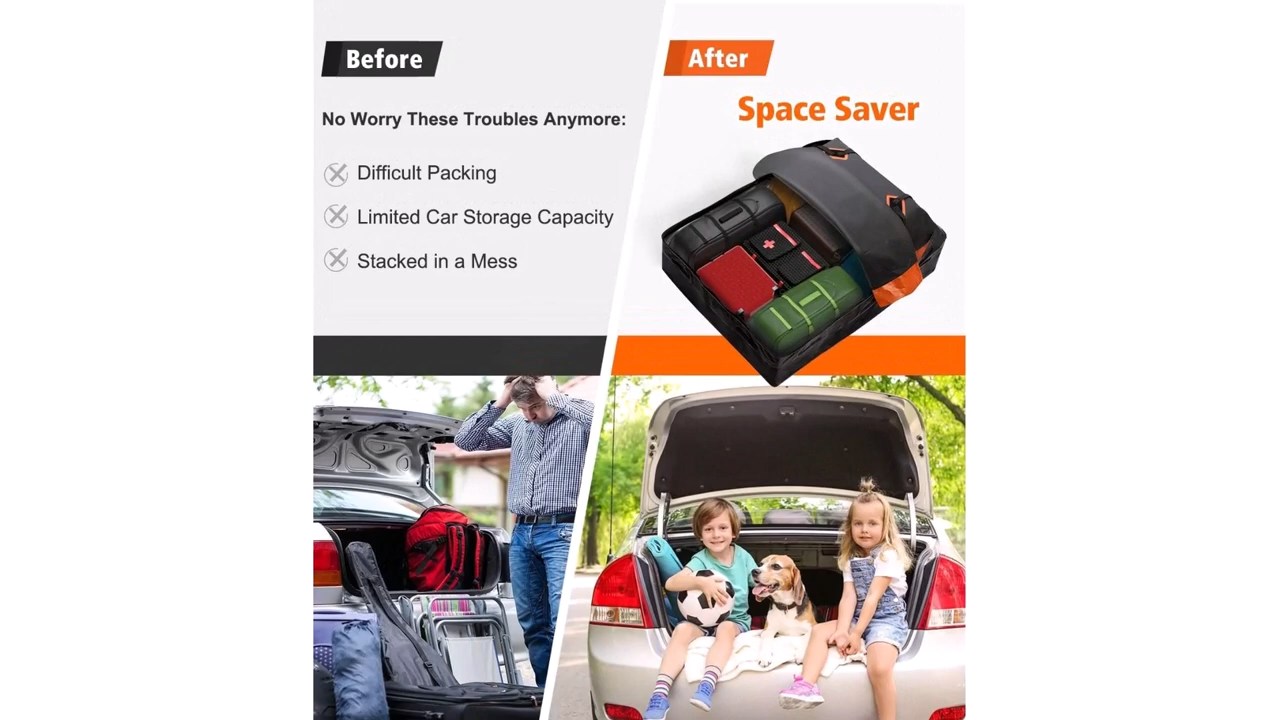 Before
No Worry These Troubles Anymore:
Difficult Packing
Limited Car Storage Capacity
Stacked in a Mess
After
Space Saver